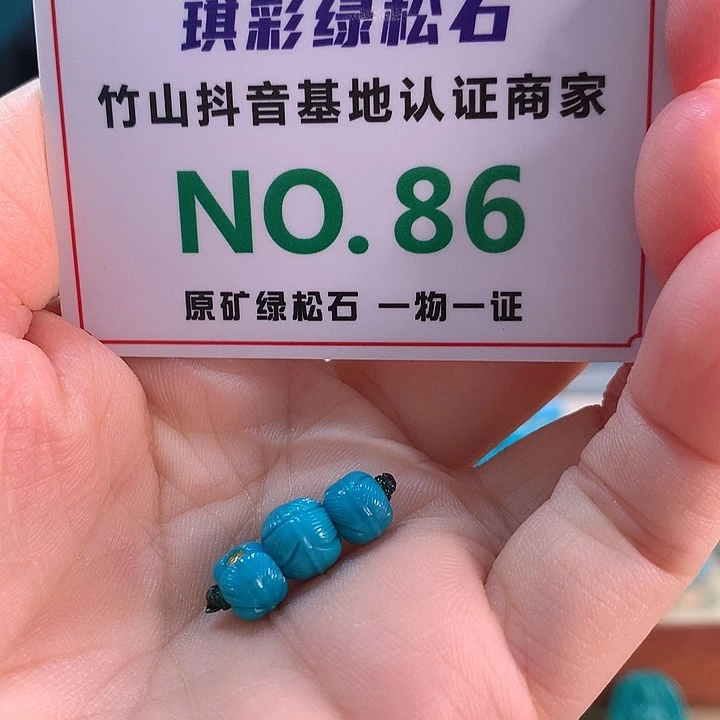 琪彩绿松石
竹山抖音基地认证商家
NO.86
原矿绿松石 一物一证